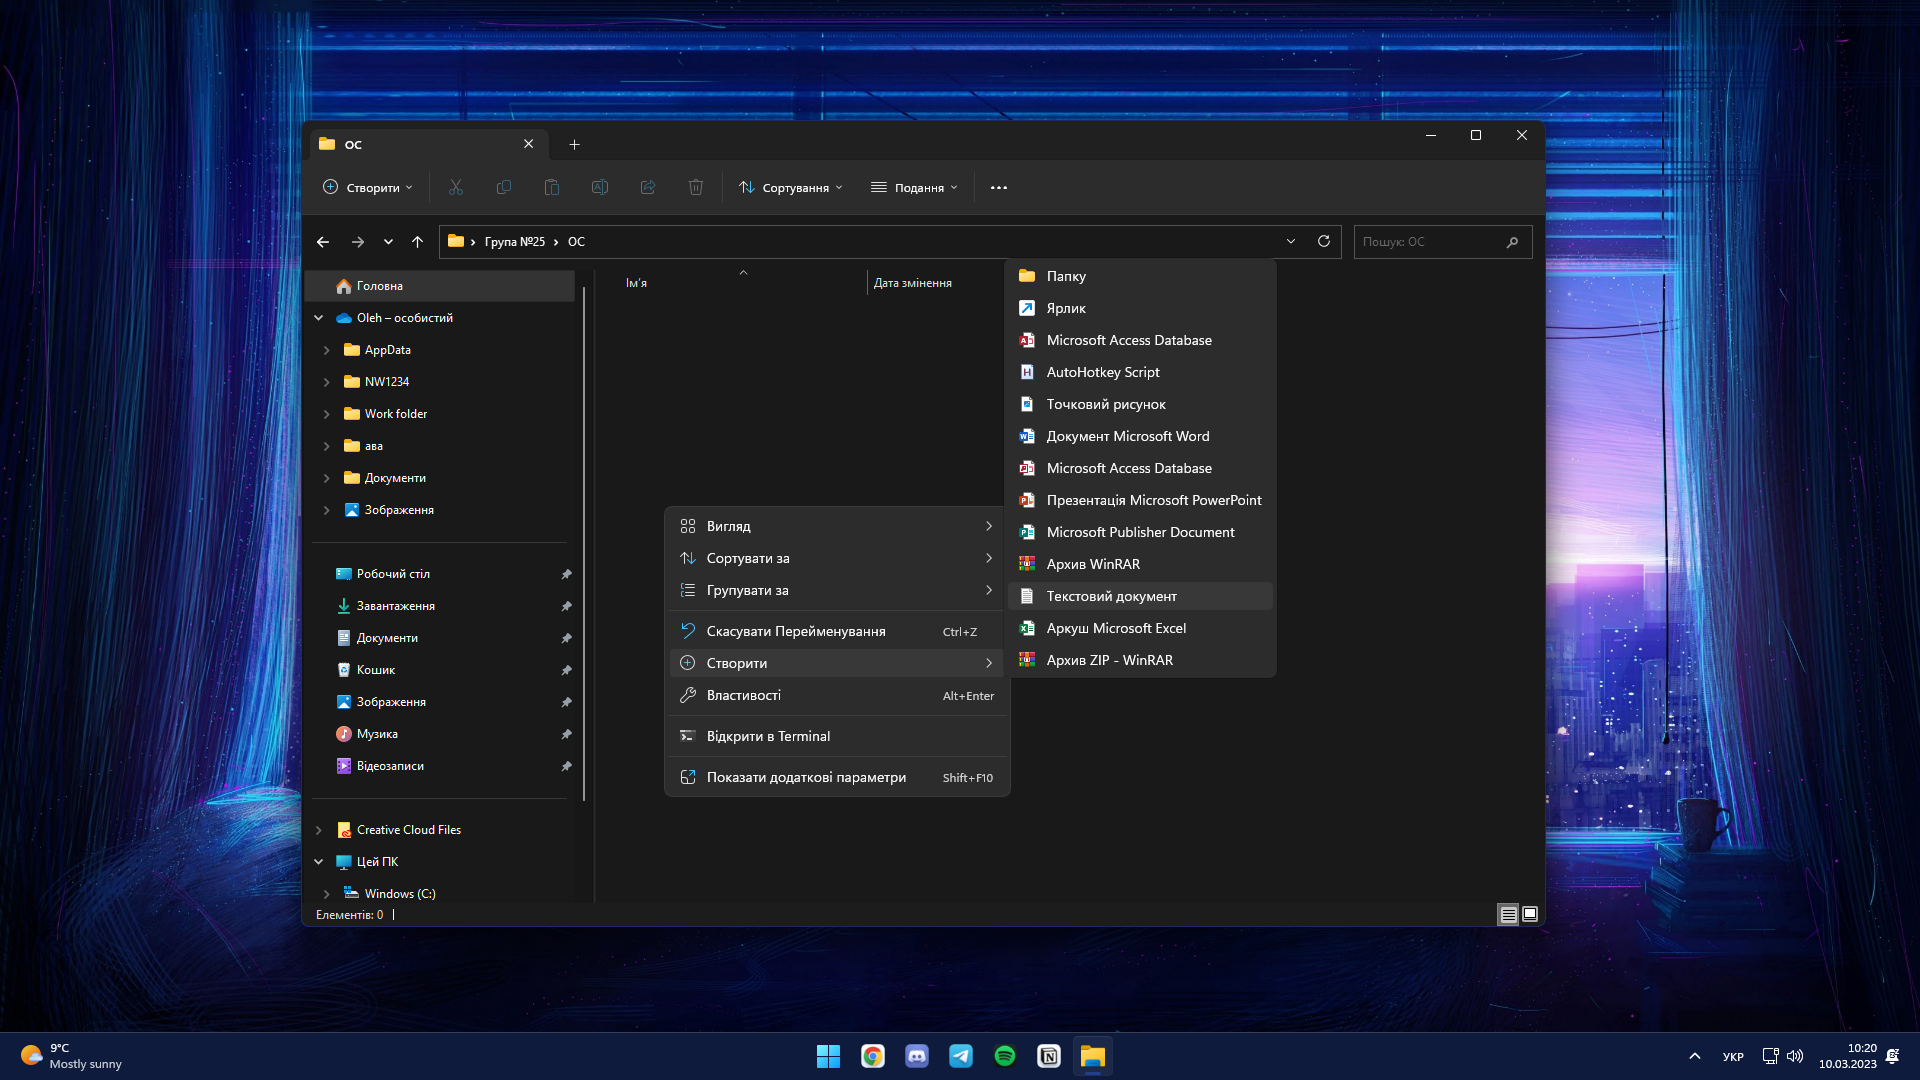 ОС
Створити
Сортування
Подання
Група №25 > ОС
Пошук: ОС
Головна
Oleh – особистий
AppData
NW1234
Work folder
ава
Документи
Зображення
Робочий стіл
Завантаження
Документи
Кошик
Зображення
Музика
Відеозаписи
Creative Cloud Files
Цей ПК
Windows (C:)
Елементів: 0
Ім'я
Дата змінення
Вигляд
Сортувати за
Групувати за
Скасувати Перейменування Ctrl+Z
Створити
Властивості Alt+Enter
Відкрити в Terminal
Показати додаткові параметри Shift+F10
Папку
Ярлик
Microsoft Access Database
AutoHotkey Script
Точковий рисунок
Документ Microsoft Word
Microsoft Access Database
Презентація Microsoft PowerPoint
Microsoft Publisher Document
Архив WinRAR
Текстовий документ
Аркуш Microsoft Excel
Архив ZIP - WinRAR
9°C
Mostly sunny
УКР
10:20
10.03.2023